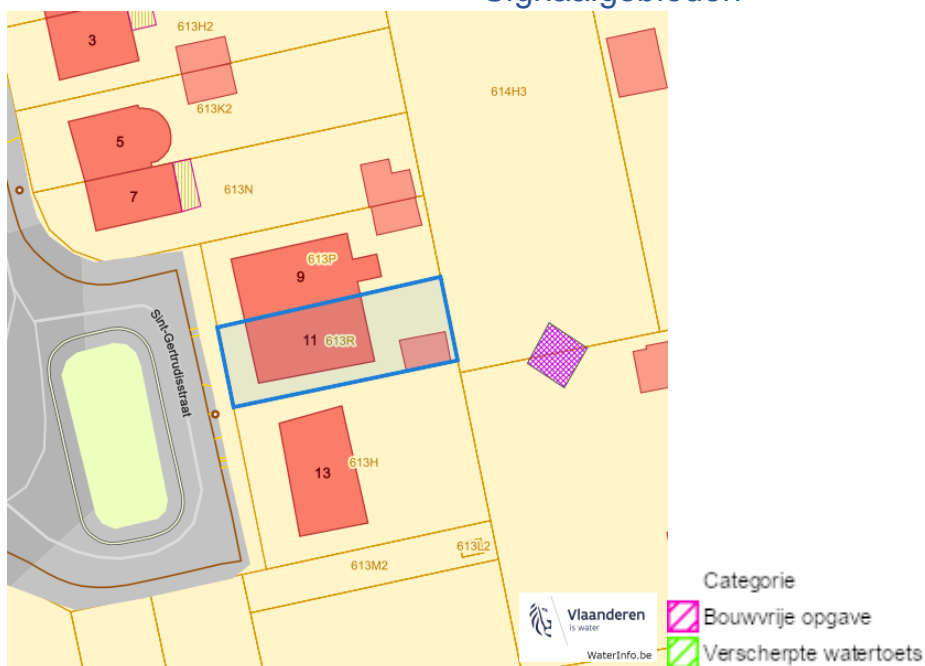 Signaalgebieden
613H2
3
614H3
613K2
5
7
613N
9
613P
11
613R
Sint-Gertrudisstraat
13
613H
613L2
613M2
Vlaanderen
is water
WaterInfo.be
Categorie
Bouwvrije opgave
Verscherpte watertoets